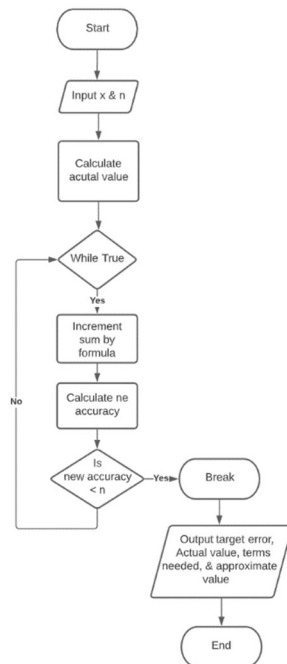 Start
Input x & n
Calculate
acutal value
While True
Yes
Increment
sum by
formula
Calculate ne
accuracy
No
Is
new accuracy
< n
Yes
Break
Output target error,
Actual value, terms
needed, & approximate
value
End